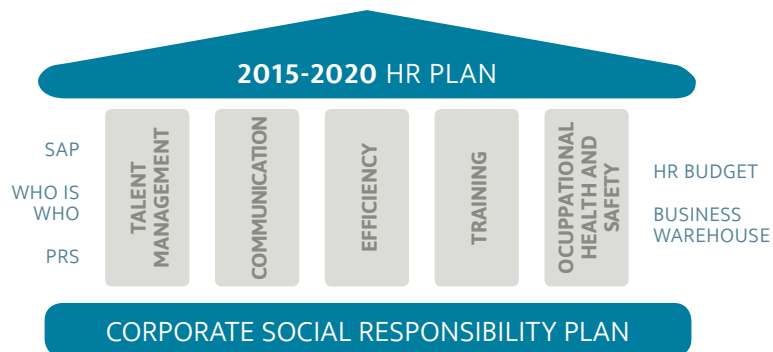 2015-2020 HR PLAN
SAP
WHO IS
WHO
PRS
TALENT
MANAGEMENT
COMMUNICATION
EFFICIENCY
TRAINING
OCUPPATIONAL
HEALTH AND
SAFETY
HR BUDGET
BUSINESS
WAREHOUSE
CORPORATE SOCIAL RESPONSIBILITY PLAN